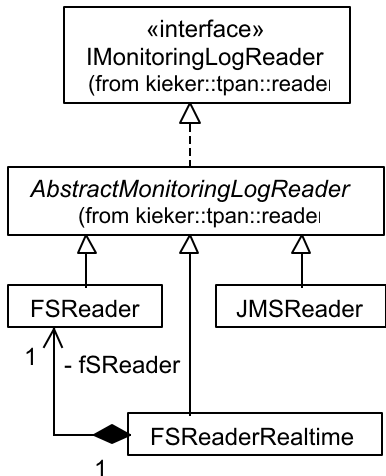 «interface»
IMonitoringLogReader
(from kieker::tpan::reader
AbstractMonitoringLogReader
(from kieker::tpan::reader
FSReader
JMSReader
1
- fSReader
FSReaderRealtime
1